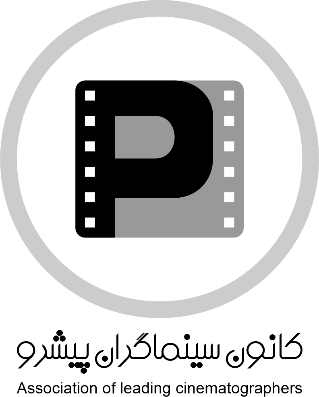 P
کانون سینماگران پیشرو
Association of leading cinematographers